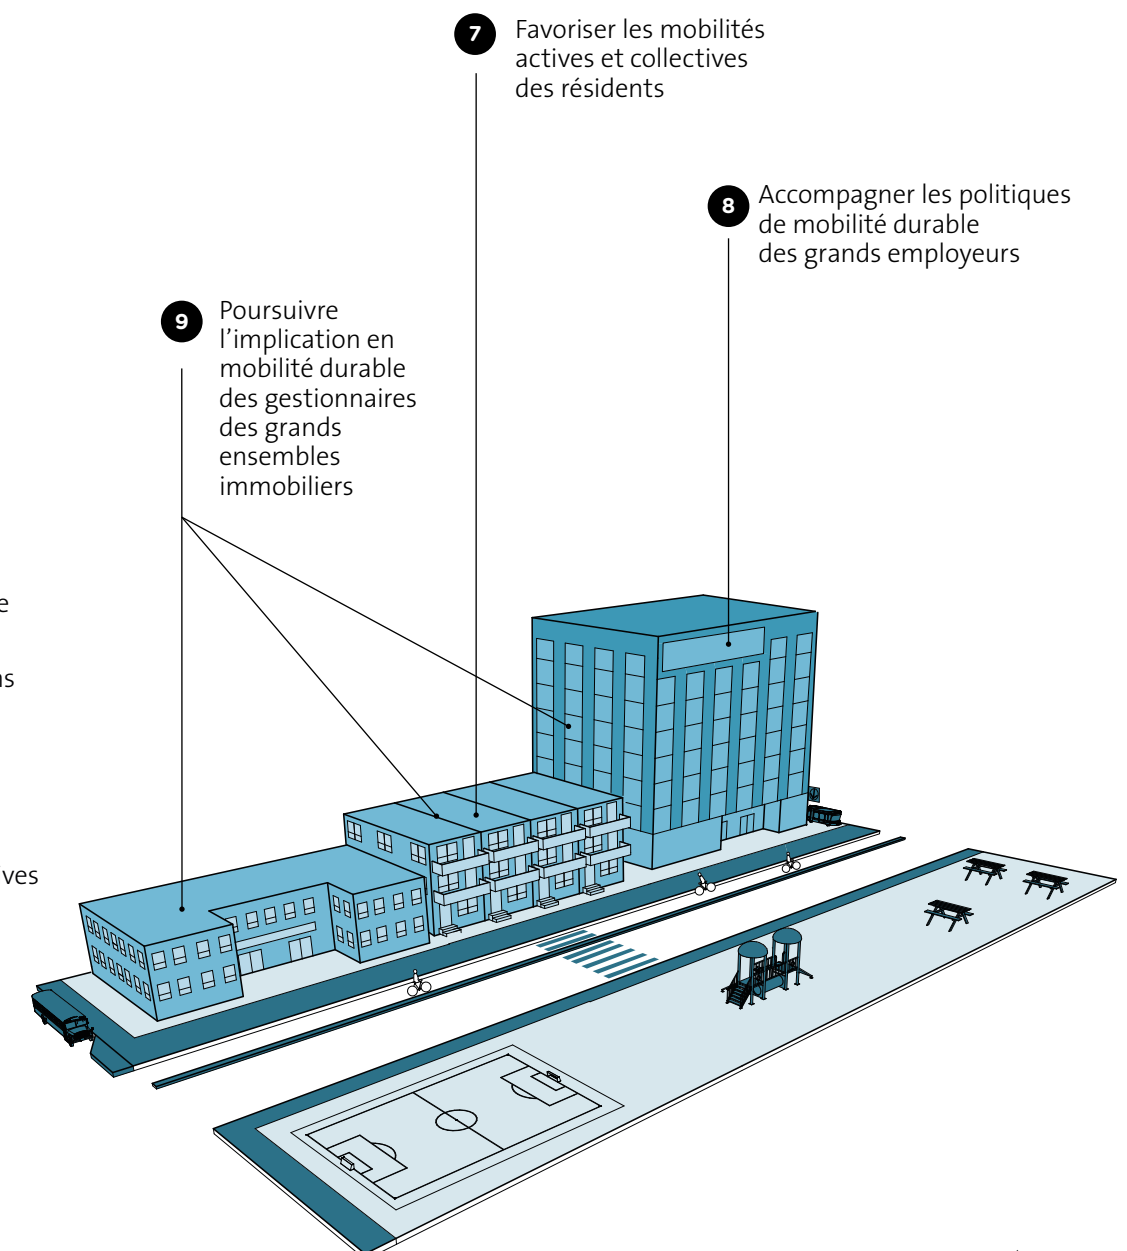 7
Favoriser les mobilités
actives et collectives
des résidents
8
Accompagner les politiques
de mobilité durable
des grands employeurs
9
Poursuivre
l’implication en
mobilité durable
des gestionnaires
des grands
ensembles
immobiliers